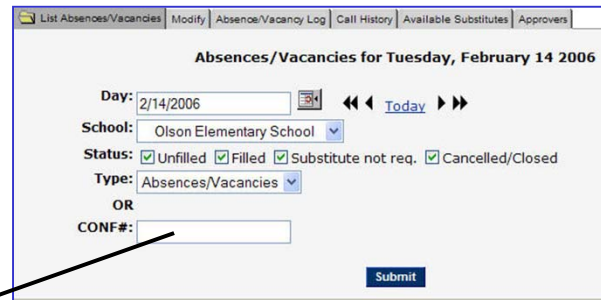 List Absences/Vacancies Modify Absence/Vacancy Log Call History Available Substitutes Approvers
Absences/Vacancies for Tuesday, February 14 2006
Day: 2/14/2006 Today
School: Olson Elementary School
Status: Unfilled Filled Substitute not req. Cancelled/Closed
Type: Absences/Vacancies
OR
CONF#:
Submit